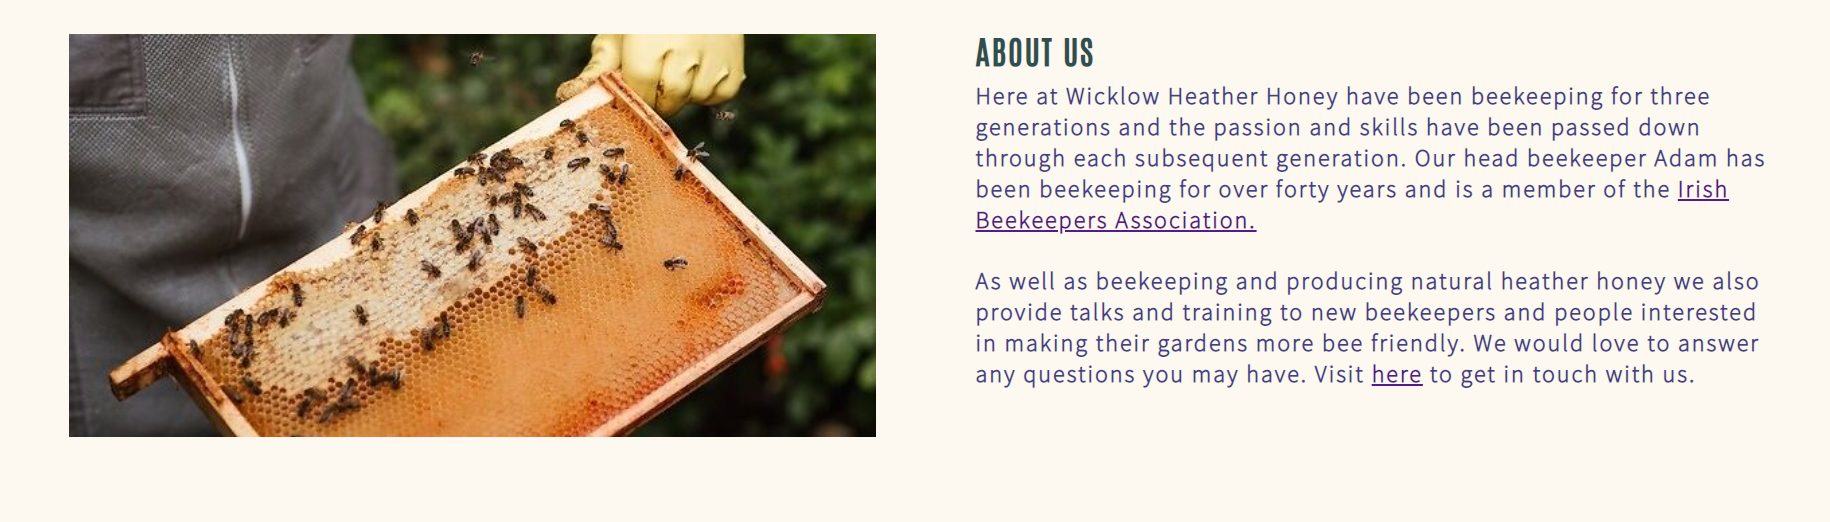 ABOUT US
Here at Wicklow Heather Honey have been beekeeping for three
generations and the passion and skills have been passed down
through each subsequent generation. Our head beekeeper Adam has
been beekeeping for over forty years and is a member of the Irish
Beekeepers Association.
As well as beekeeping and producing natural heather honey we also
provide talks and training to new beekeepers and people interested
in making their gardens more bee friendly. We would love to answer
any questions you may have. Visit here to get in touch with us.